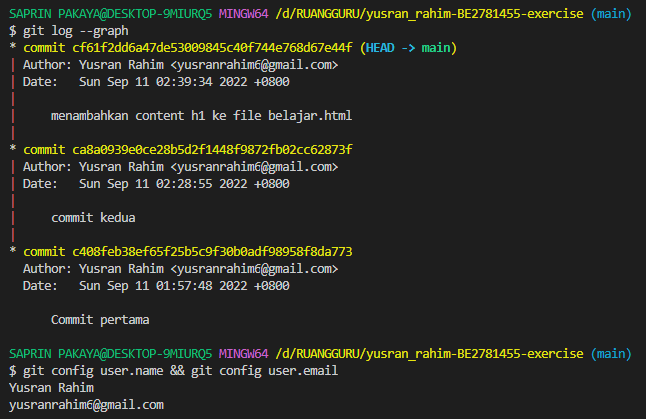 SAPRIN PAKAYA@DESKTOP-9MIURQ5 MINGW64 /d/RUANGGURU/yusran_rahim-BE2781455-exercise (main)
$ git log --graph
* commit cf61f2dd6a47de53009845c40f744e768d67e44f (HEAD -> main)
| Author: Yusran Rahim <yusranrahim6@gmail.com>
| Date:   Sun Sep 11 02:39:34 2022 +0800
|
|     menambahkan content h1 ke file belajar.html
|
* commit ca8a0939e0ce28b5d2f1448f9872fb02cc62873f
| Author: Yusran Rahim <yusranrahim6@gmail.com>
| Date:   Sun Sep 11 02:28:55 2022 +0800
|
|     commit kedua
|
* commit c408feb38ef65f25b5c9f30b0adf98958f8da773
  Author: Yusran Rahim <yusranrahim6@gmail.com>
  Date:   Sun Sep 11 01:57:48 2022 +0800

      Commit pertama

SAPRIN PAKAYA@DESKTOP-9MIURQ5 MINGW64 /d/RUANGGURU/yusran_rahim-BE2781455-exercise (main)
$ git config user.name && git config user.email
Yusran Rahim
yusranrahim6@gmail.com